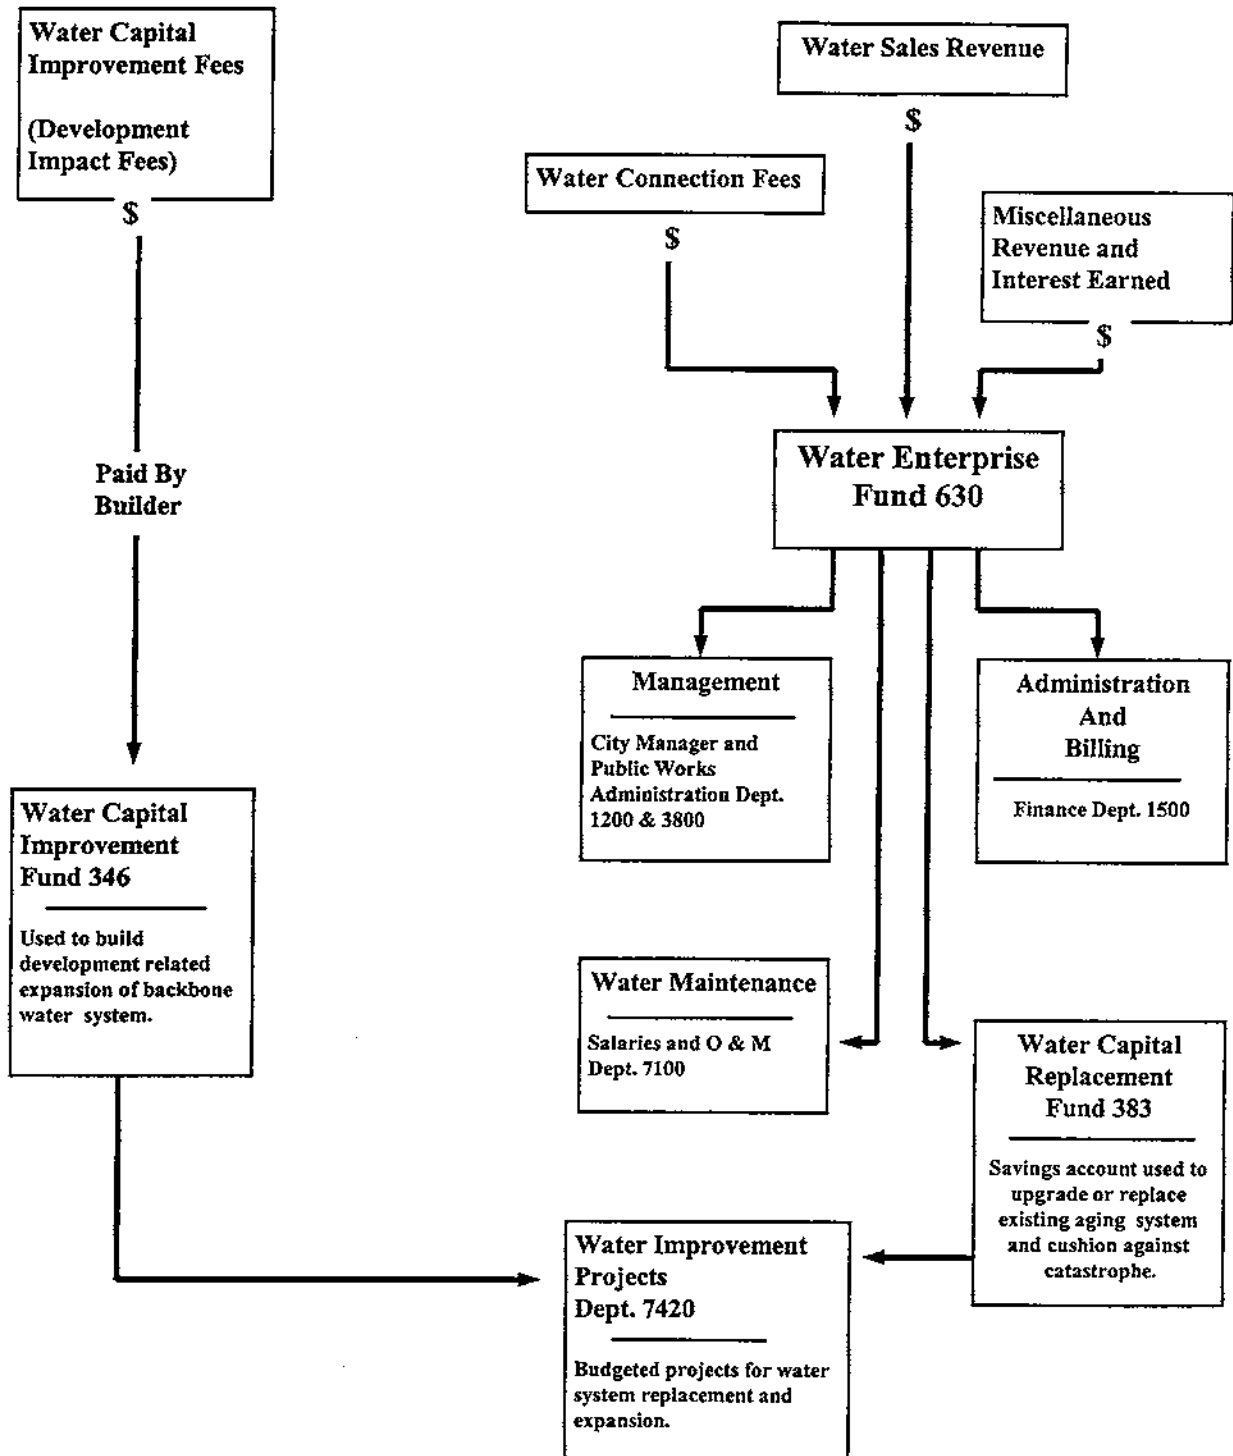 Water Capital
Improvement Fees
(Development
Impact Fees)
$
Water Sales Revenue
$
Water Connection Fees
$
Miscellaneous
Revenue and
Interest Earned
$
Paid By
Builder
Water Enterprise
Fund 630
Management
City Manager and
Public Works
Administration Dept.
1200 & 3800
Administration
And
Billing
Finance Dept. 1500
Water Capital
Improvement
Fund 346
Used to build
development related
expansion of backbone
water system.
Water Maintenance
Salaries and O & M
Dept. 7100
Water Capital
Replacement
Fund 383
Savings account used to
upgrade or replace
existing aging system
and cushion against
catastrophe.
Water Improvement
Projects
Dept. 7420
Budgeted projects for water
system replacement and
expansion.